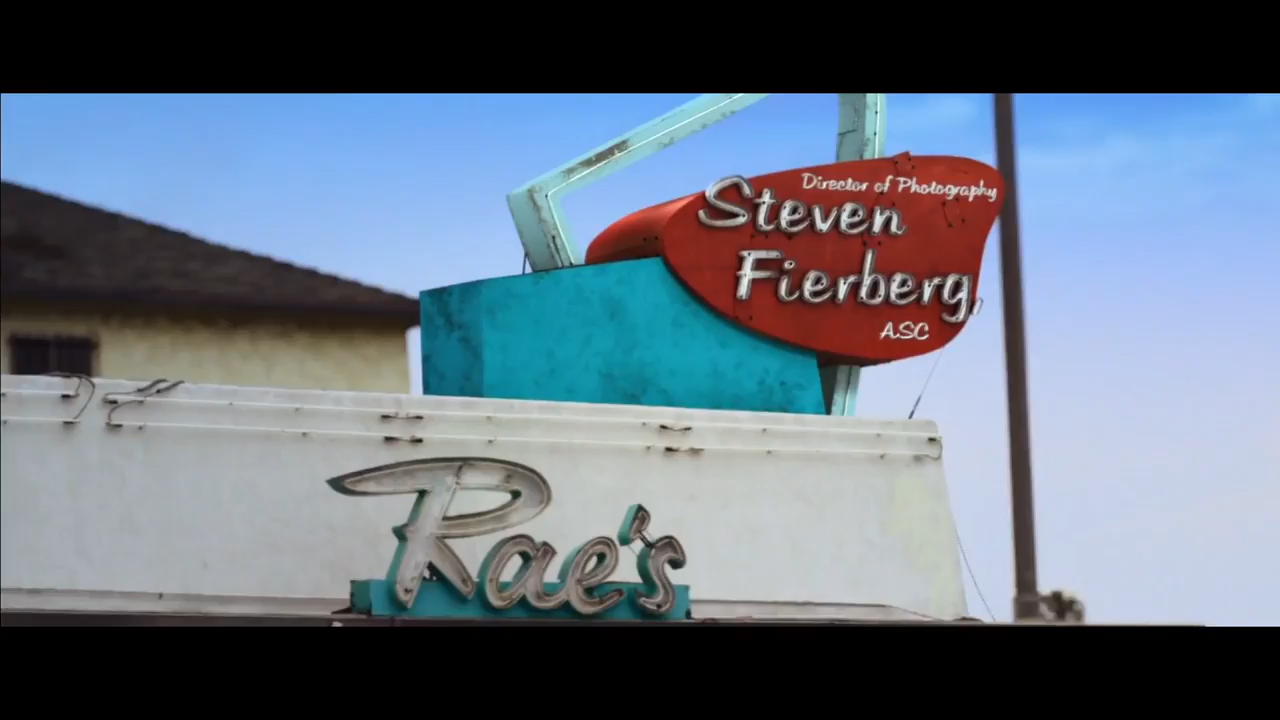 Director of Photography
Steven
Fierberg,
ASC
Rae's